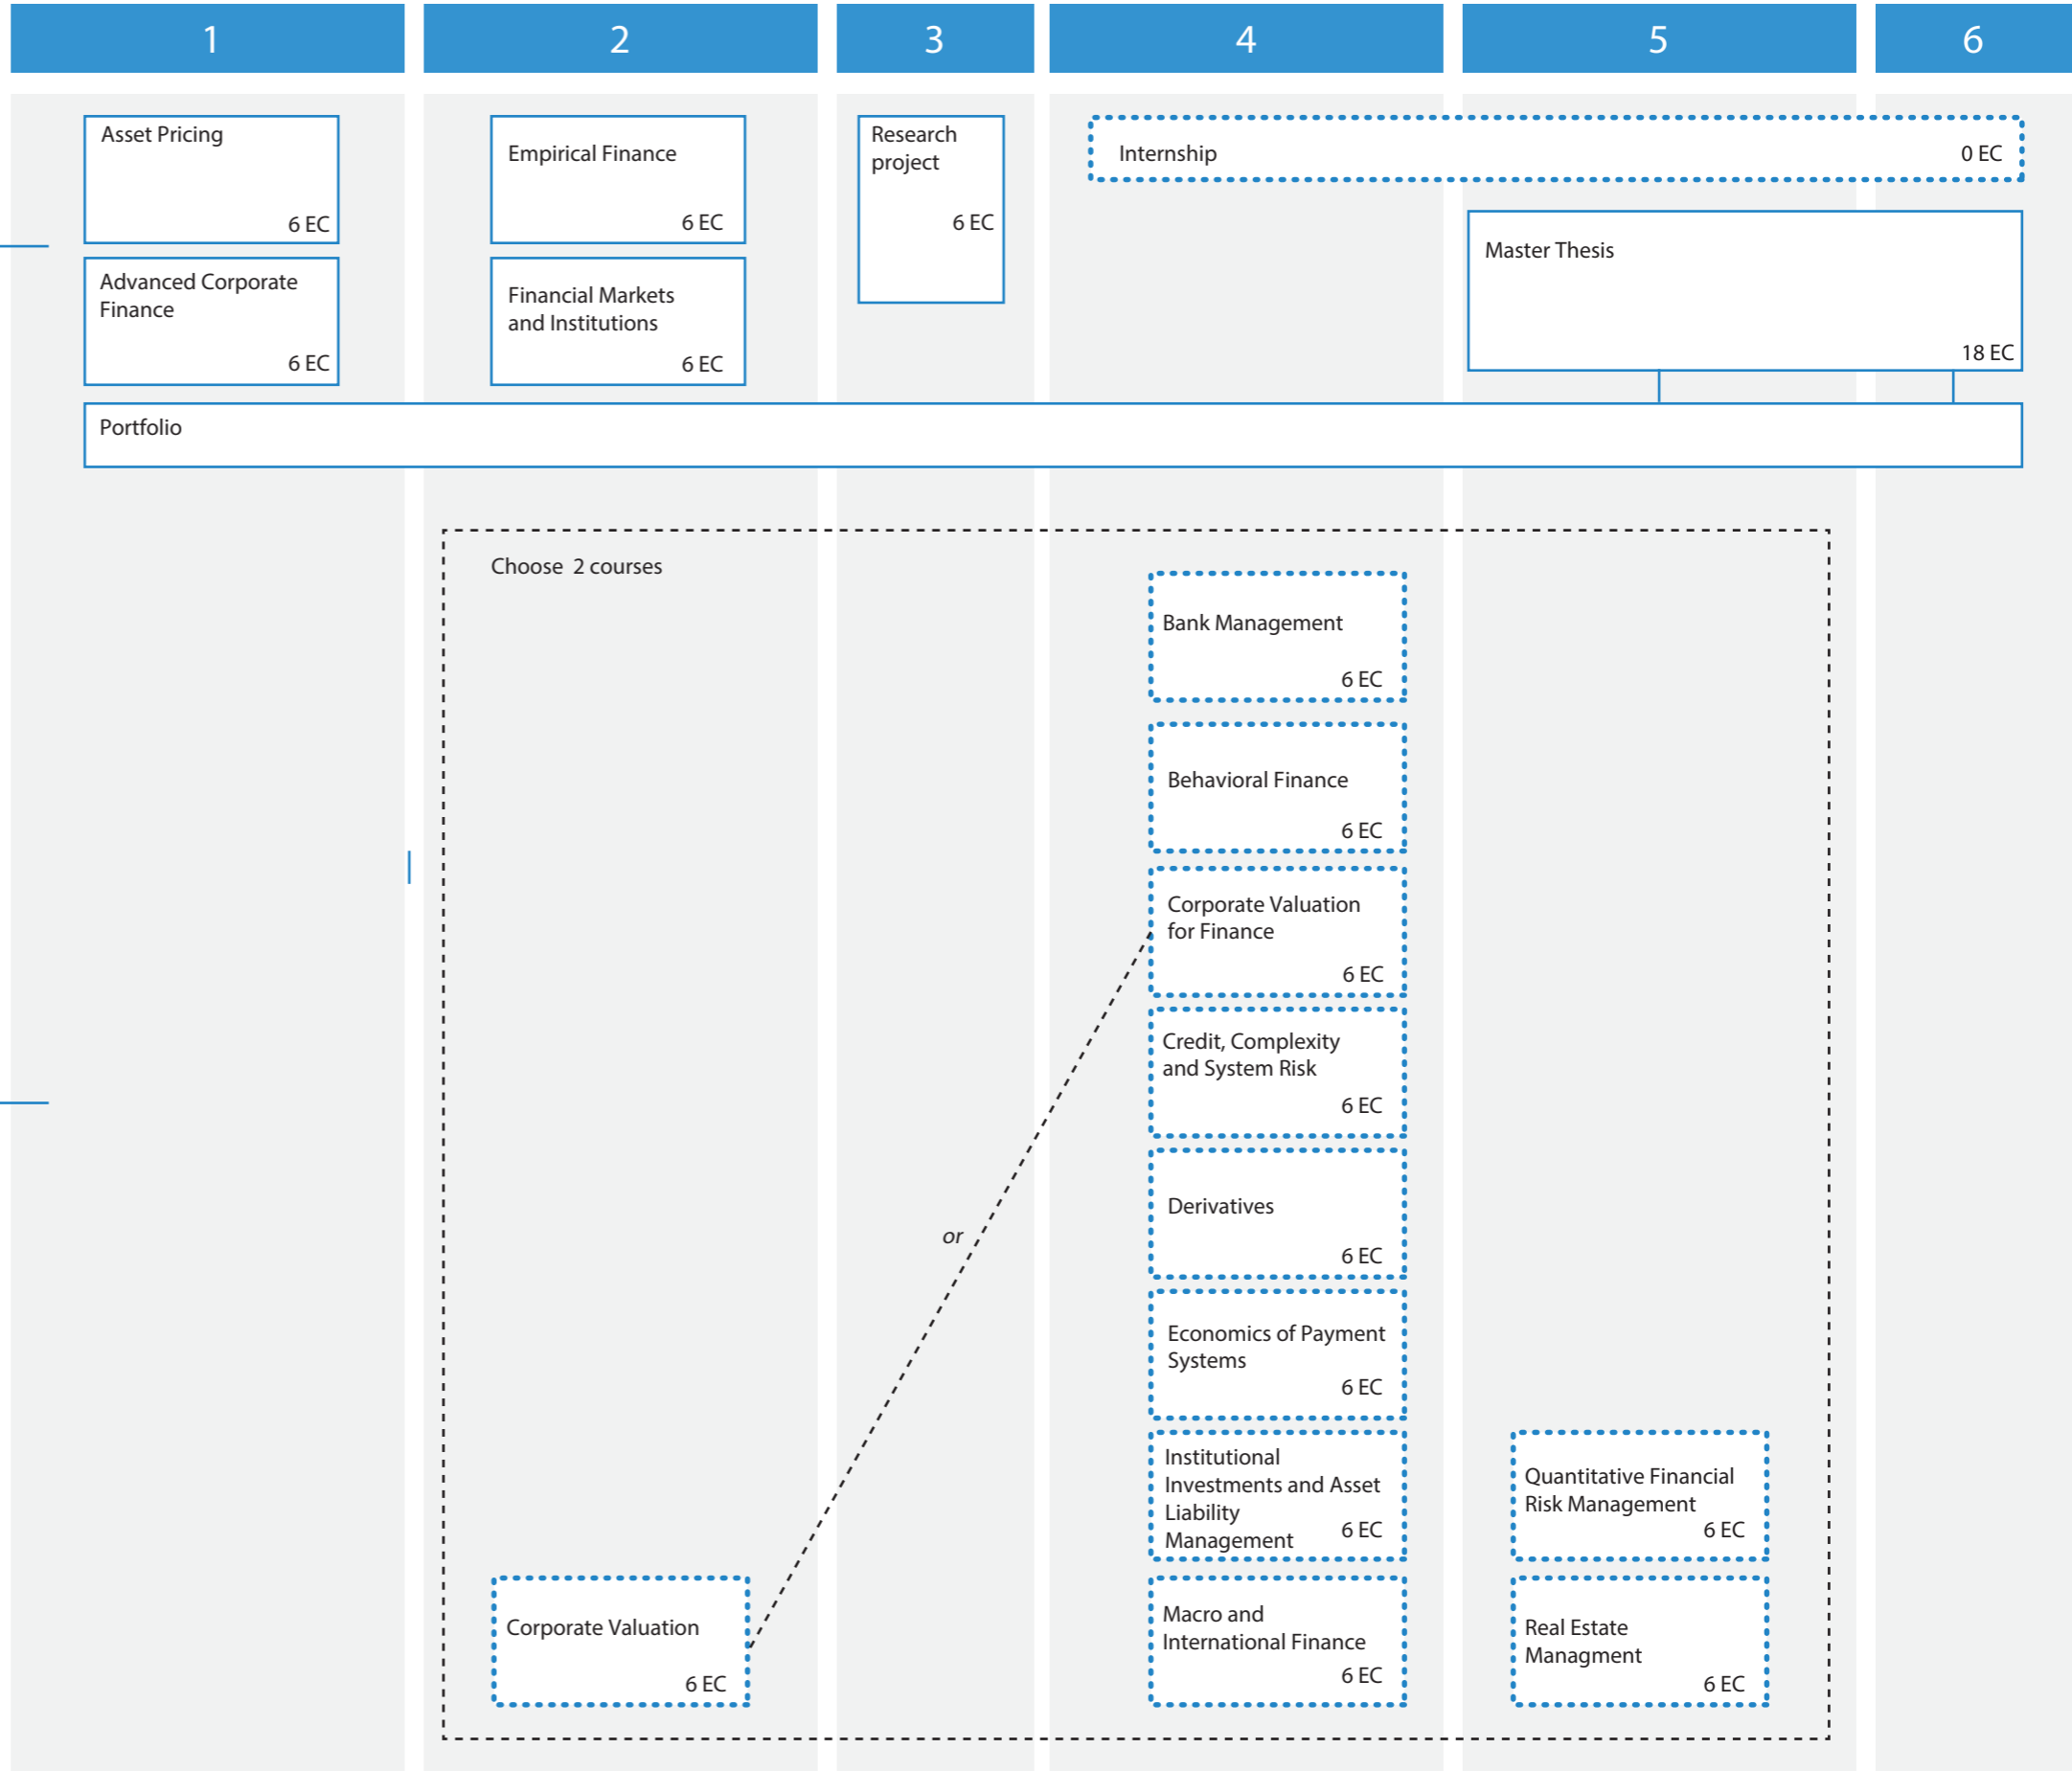 1
2
3
4
5
6
Asset Pricing
6 EC
Advanced Corporate
Finance
6 EC
Empirical Finance
6 EC
Financial Markets
and Institutions
6 EC
Research
project
6 EC
Internship
0 EC
Master Thesis
18 EC
Portfolio
Choose 2 courses
Bank Management
6 EC
Behavioral Finance
6 EC
Corporate Valuation
for Finance
6 EC
Credit, Complexity
and System Risk
6 EC
Derivatives
6 EC
or
Economics of Payment
Systems
6 EC
Institutional
Investments and Asset
Liability
Management
6 EC
Quantitative Financial
Risk Management
6 EC
Corporate Valuation
6 EC
Macro and
International Finance
6 EC
Real Estate
Managment
6 EC